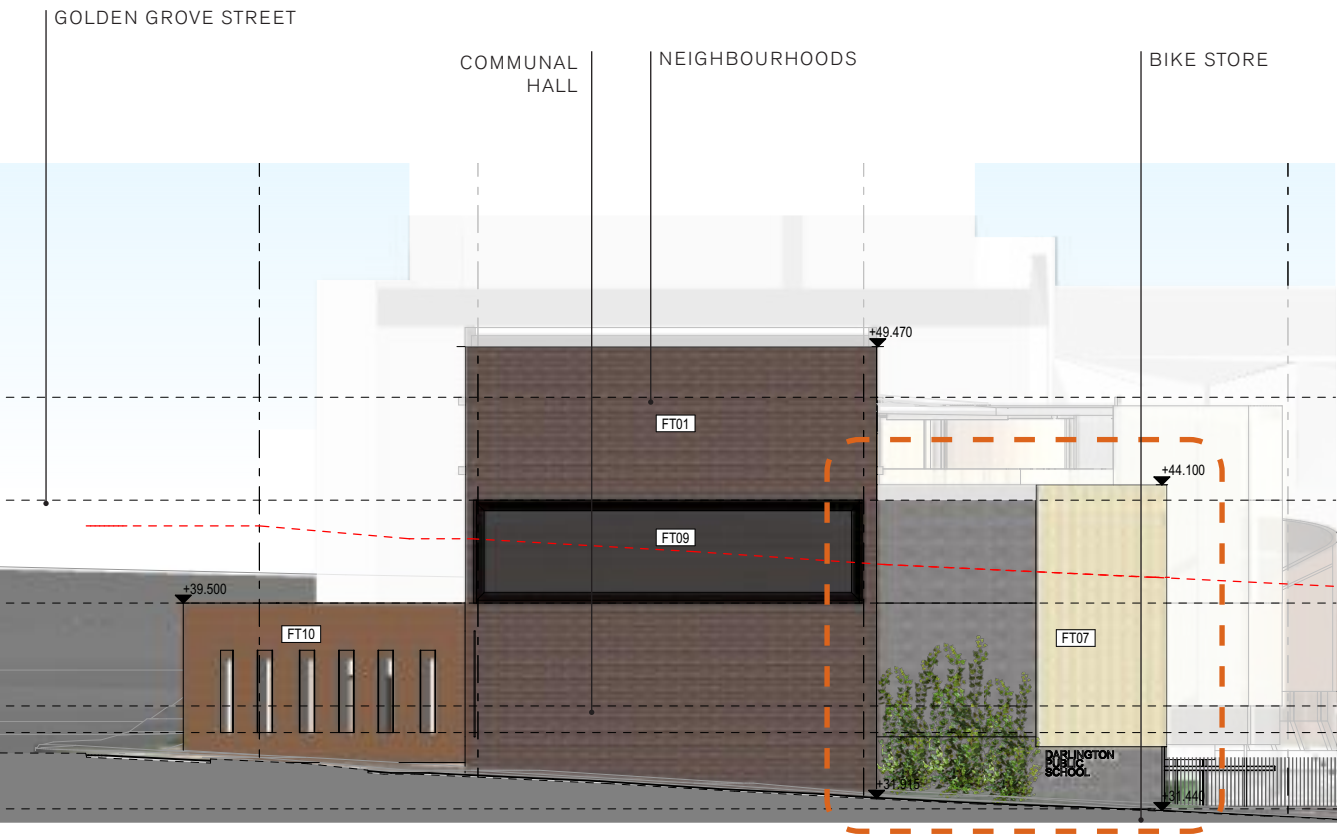 GOLDEN GROVE STREET
COMMUNAL
HALL
NEIGHBOURHOODS
BIKE STORE
+49.470
FT01
+44.100
FT09
+39.500
FT10
FT07
DARLINGTON
PUBLIC
SCHOOL
+31.915
+31.440